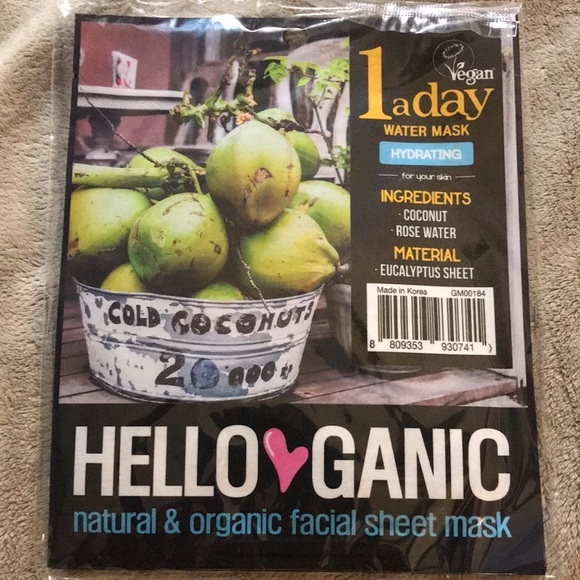 Vegan
1 a day
WATER MASK
HYDRATING
for your skin
INGREDIENTS
· COCONUT
· ROSE WATER
MATERIAL
· EUCALYPTUS SHEET
Made in Korea GM00184
8 809353 930741
COLD COCONUTS
HELLO GANIC
natural & organic facial sheet mask